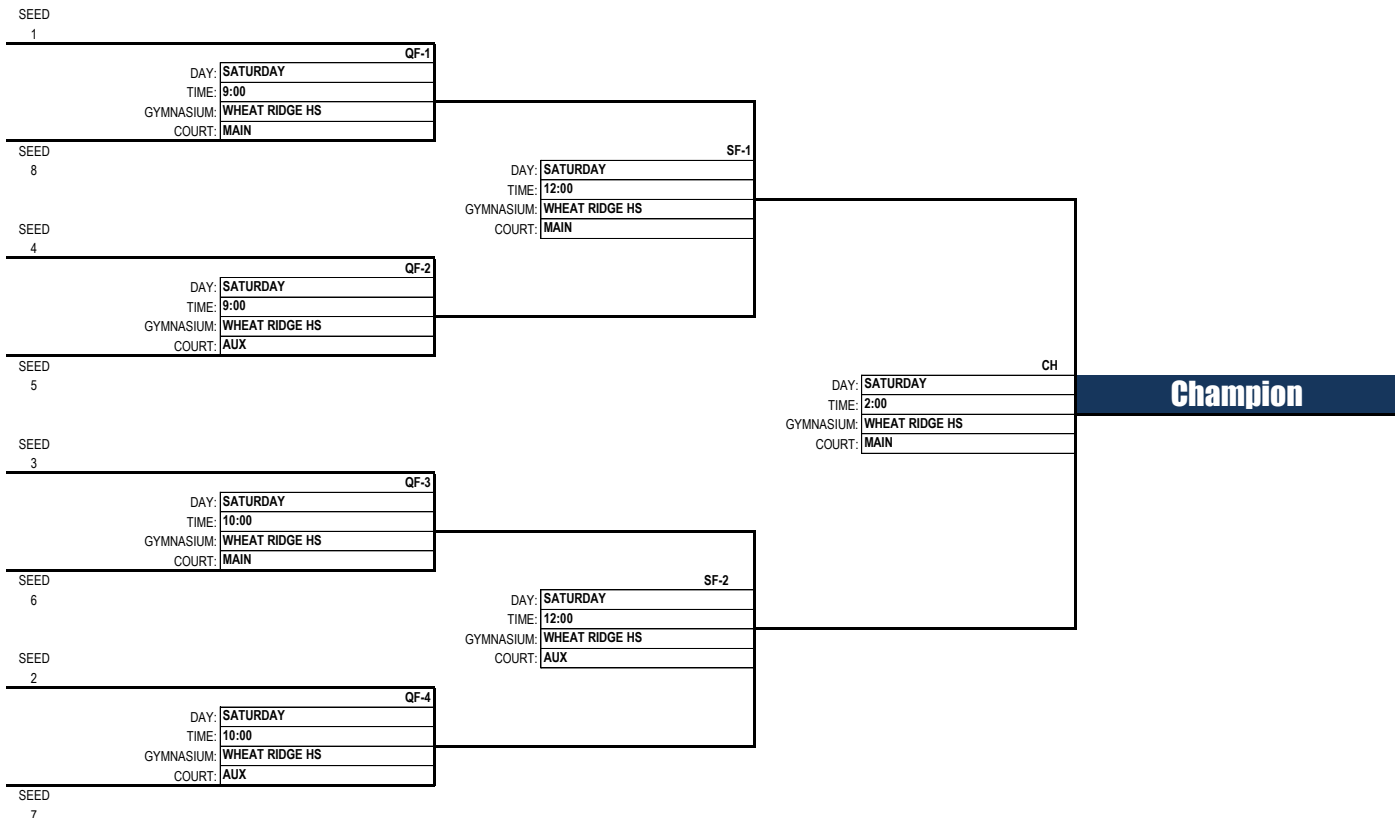 SEED
1
QF-1
DAY: SATURDAY
TIME: 9:00
GYMNASIUM: WHEAT RIDGE HS
COURT: MAIN
SEED
8
SF-1
DAY: SATURDAY
TIME: 12:00
GYMNASIUM: WHEAT RIDGE HS
COURT: MAIN
SEED
4
QF-2
DAY: SATURDAY
TIME: 9:00
GYMNASIUM: WHEAT RIDGE HS
COURT: AUX
SEED
5
CH
DAY: SATURDAY
TIME: 2:00
GYMNASIUM: WHEAT RIDGE HS
COURT: MAIN
Champion
SEED
3
QF-3
DAY: SATURDAY
TIME: 10:00
GYMNASIUM: WHEAT RIDGE HS
COURT: MAIN
SEED
6
SF-2
DAY: SATURDAY
TIME: 12:00
GYMNASIUM: WHEAT RIDGE HS
COURT: AUX
SEED
2
QF-4
DAY: SATURDAY
TIME: 10:00
GYMNASIUM: WHEAT RIDGE HS
COURT: AUX
SEED
7